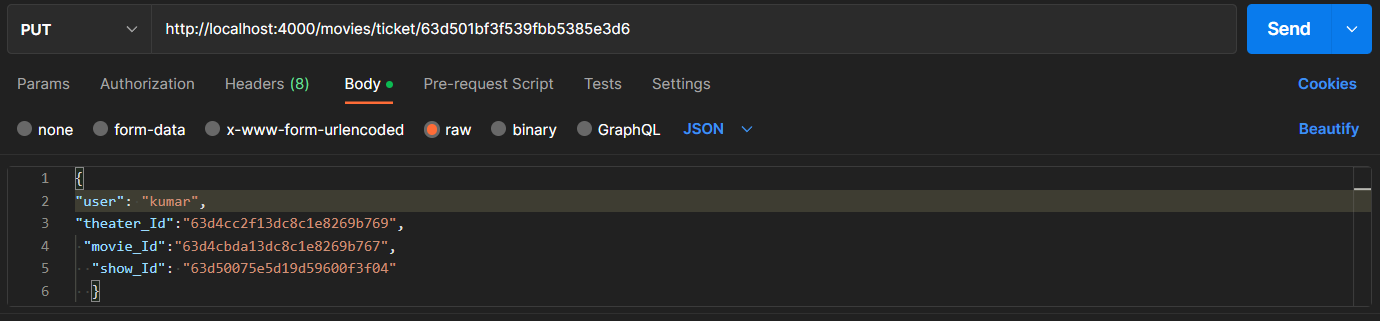 PUT http://localhost:4000/movies/ticket/63d501bf3f539fbb5385e3d6 Send
Params Authorization Headers (8) Body Pre-request Script Tests Settings Cookies
none form-data x-www-form-urlencoded raw binary GraphQL JSON Beautify
1 {
2 "user": "kumar",
3 "theater_Id":"63d4cc2f13dc8c1e8269b769",
4 "movie_Id":"63d4cbda13dc8c1e8269b767",
5 "show_Id": "63d50075e5d19d59600f3f04"
6 }